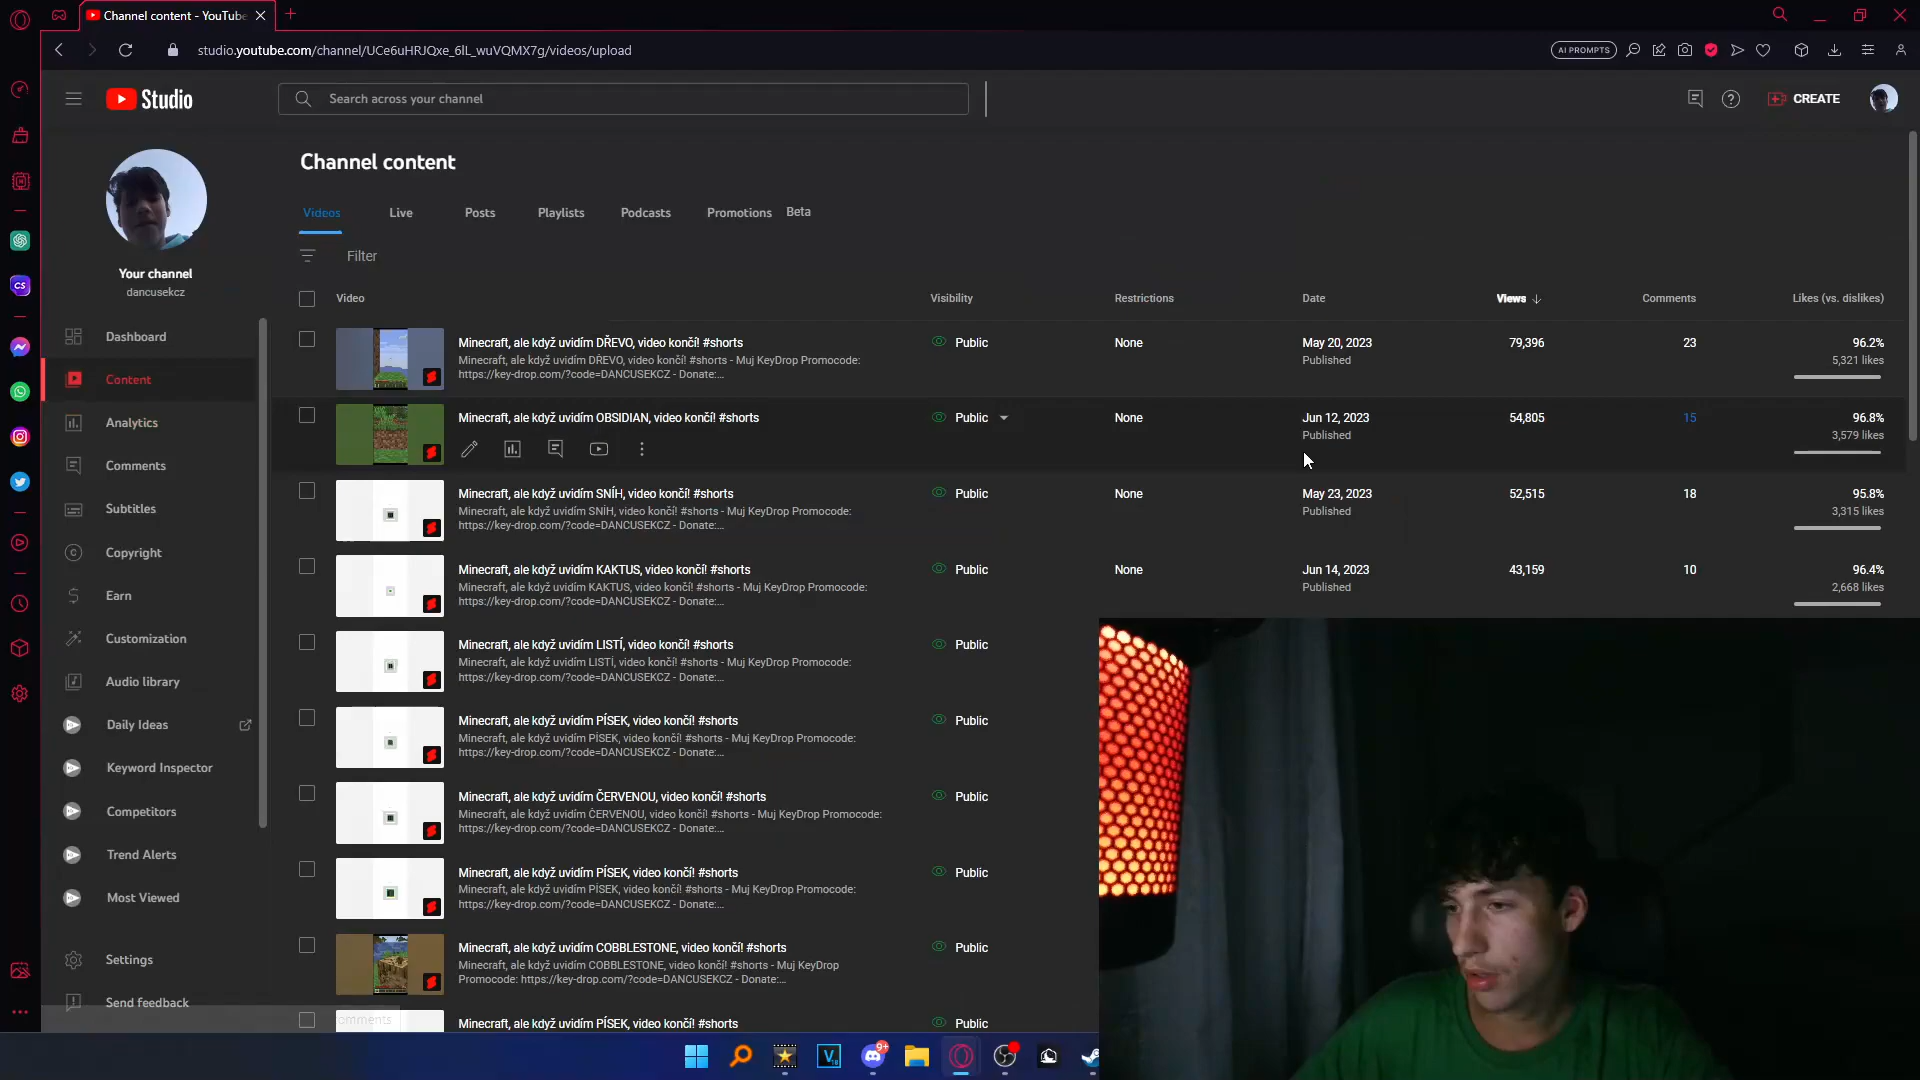 Channel content - YouTube
studio.youtube.com/channel/UCe6uHRJQxe_6lL_wuVQMX7g/videos/upload
AI PROMPTS
Studio
Search across your channel
CREATE
Your channel
dancusekcz
Dashboard
Content
Analytics
Comments
Subtitles
Copyright
Earn
Customization
Audio library
Daily Ideas
Keyword Inspector
Competitors
Trend Alerts
Most Viewed
Settings
Send feedback
Channel content
Videos Live Posts Playlists Podcasts Promotions Beta
Filter
Video Visibility Restrictions Date Views Comments Likes (vs. dislikes)
Minecraft, ale když uvidím DŘEVO, video končí! #shorts
Minecraft, ale když uvidím DŘEVO, video končí! #shorts - Muj KeyDrop Promocode:
https://key-drop.com/?code=DANCUSEKCZ - Donate:...
Public None May 20, 2023 79,396 23 96.2%
Published 5,321 likes
Minecraft, ale když uvidím OBSIDIAN, video končí! #shorts
Public None Jun 12, 2023 54,805 15 96.8%
Published 3,579 likes
Minecraft, ale když uvidím SNÍH, video končí! #shorts
Minecraft, ale když uvidím SNÍH, video končí! #shorts - Muj KeyDrop Promocode:
https://key-drop.com/?code=DANCUSEKCZ - Donate:...
Public None May 23, 2023 52,515 18 95.8%
Published 3,315 likes
Minecraft, ale když uvidím KAKTUS, video končí! #shorts
Minecraft, ale když uvidím KAKTUS, video končí! #shorts - Muj KeyDrop Promocode:
https://key-drop.com/?code=DANCUSEKCZ - Donate:...
Public None Jun 14, 2023 43,159 10 96.4%
Published 2,668 likes
Minecraft, ale když uvidím LISTÍ, video končí! #shorts
Minecraft, ale když uvidím LISTÍ, video končí! #shorts - Muj KeyDrop Promocode:
https://key-drop.com/?code=DANCUSEKCZ - Donate:...
Public
Minecraft, ale když uvidím PÍSEK, video končí! #shorts
Minecraft, ale když uvidím PÍSEK, video končí! #shorts - Muj KeyDrop Promocode:
https://key-drop.com/?code=DANCUSEKCZ - Donate:...
Public
Minecraft, ale když uvidím ČERVENOU, video končí! #shorts
Minecraft, ale když uvidím ČERVENOU, video končí! #shorts - Muj KeyDrop Promocode:
https://key-drop.com/?code=DANCUSEKCZ - Donate:...
Public
Minecraft, ale když uvidím PÍSEK, video končí! #shorts
Minecraft, ale když uvidím PÍSEK, video končí! #shorts - Muj KeyDrop Promocode:
https://key-drop.com/?code=DANCUSEKCZ - Donate:...
Public
Minecraft, ale když uvidím COBBLESTONE, video končí! #shorts
Minecraft, ale když uvidím COBBLESTONE, video končí! #shorts - Muj KeyDrop
Promocode: https://key-drop.com/?code=DANCUSEKCZ - Donate:...
Public
Minecraft, ale když uvidím PÍSEK, video končí! #shorts
Public
comments
9+